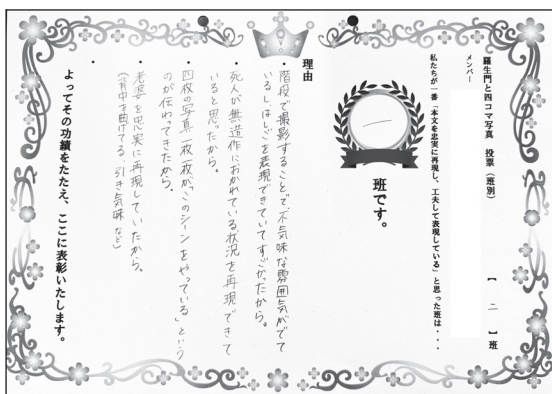 羅生門と四コマ写真 投票（班別）
【 二 】班
メンバー
私たちが一番「本文を忠実に再現し、工夫して表現している」と思った班は・・・
一
班です。
理由
・階段で撮影することで、不気味な雰囲気がでて
いるし、はしごを表現できていてすごかったから。
・死人が無造作におかれている状況を再現できて
いると思ったから。
・四枚の写真一枚一枚が、「このシーンをやっている」という
のが伝わってきたから。
・老婆を忠実に再現していたから。
（背中を曲げてる、引き気味など）
・
よってその功績をたたえ、ここに表彰いたします。